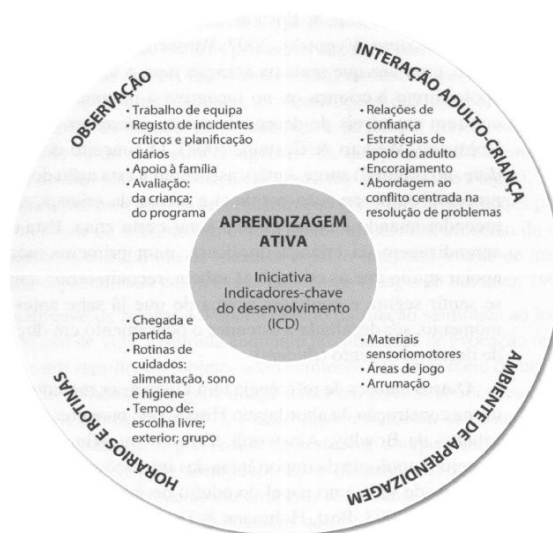 OBSERVAÇÃO
• Trabalho de equipa
• Registo de incidentes
críticos e planificação
diários
• Apoio à família
• Avaliação:
da criança;
do programa
INTERAÇÃO ADULTO-CRIANÇA
• Relações de
confiança
• Estratégias de
apoio do adulto
• Encorajamento
• Abordagem ao
conflito centrada na
resolução de problemas
APRENDIZAGEM
ATIVA
Iniciativa
Indicadores-chave
do desenvolvimento
(ICD)
• Chegada e
partida
• Rotinas de
cuidados:
alimentação, sono
e higiene
• Tempo de:
escolha livre;
exterior; grupo
HORÁRIOS E ROTINAS
• Materiais
sensoriomotores
• Áreas de jogo
• Arrumação
AMBIENTE DE APRENDIZAGEM